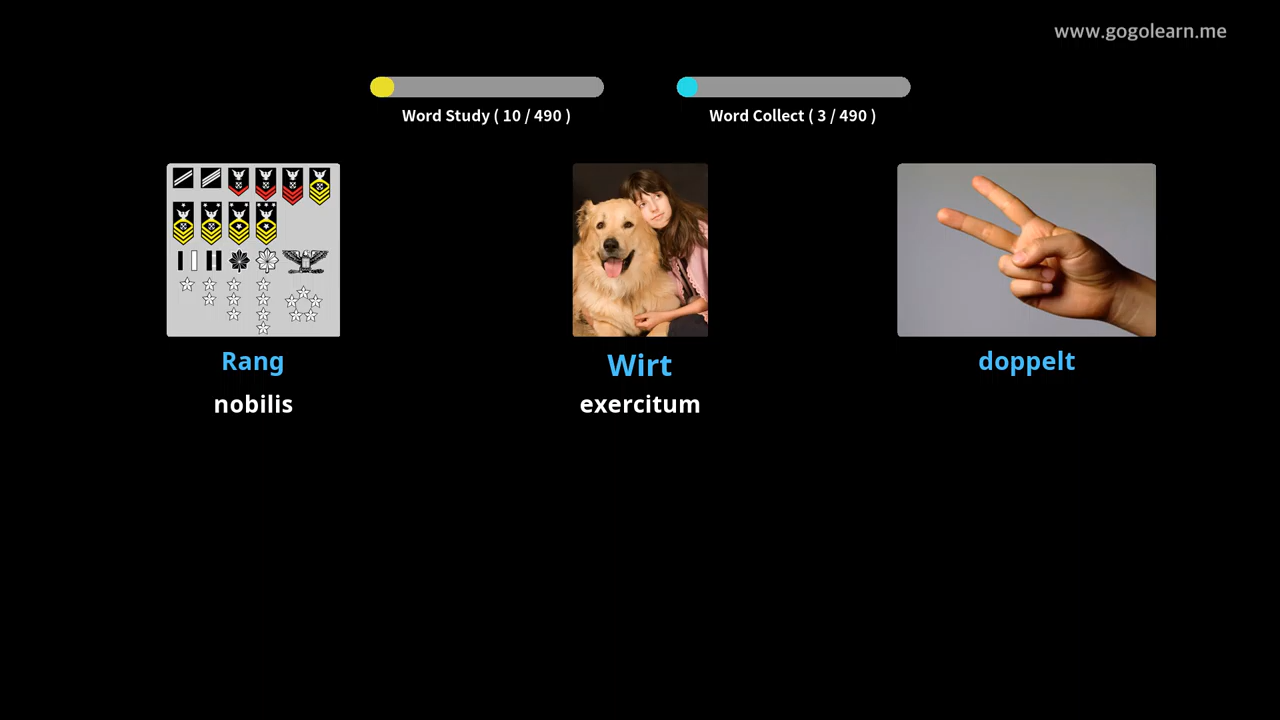 www.gogolearn.me
Word Study ( 10 / 490 )
Word Collect ( 3 / 490 )
Rang
Wirt
doppelt
nobilis
exercitum